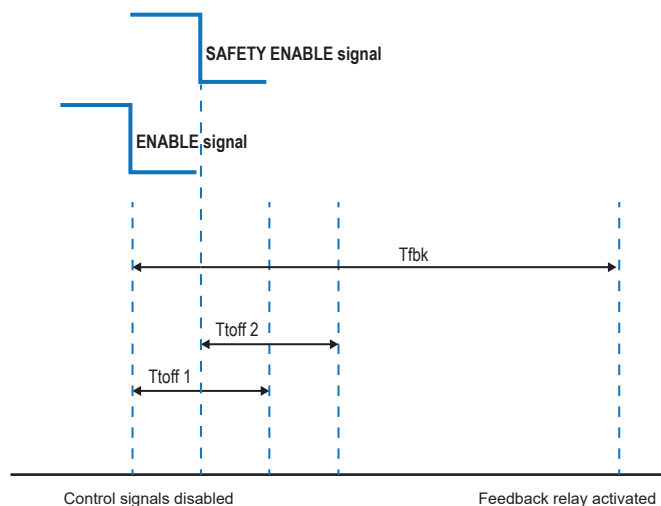 SAFETY ENABLE signal
ENABLE signal
Tfbk
Ttoff 2
Ttoff 1
Control signals disabled
Feedback relay activated